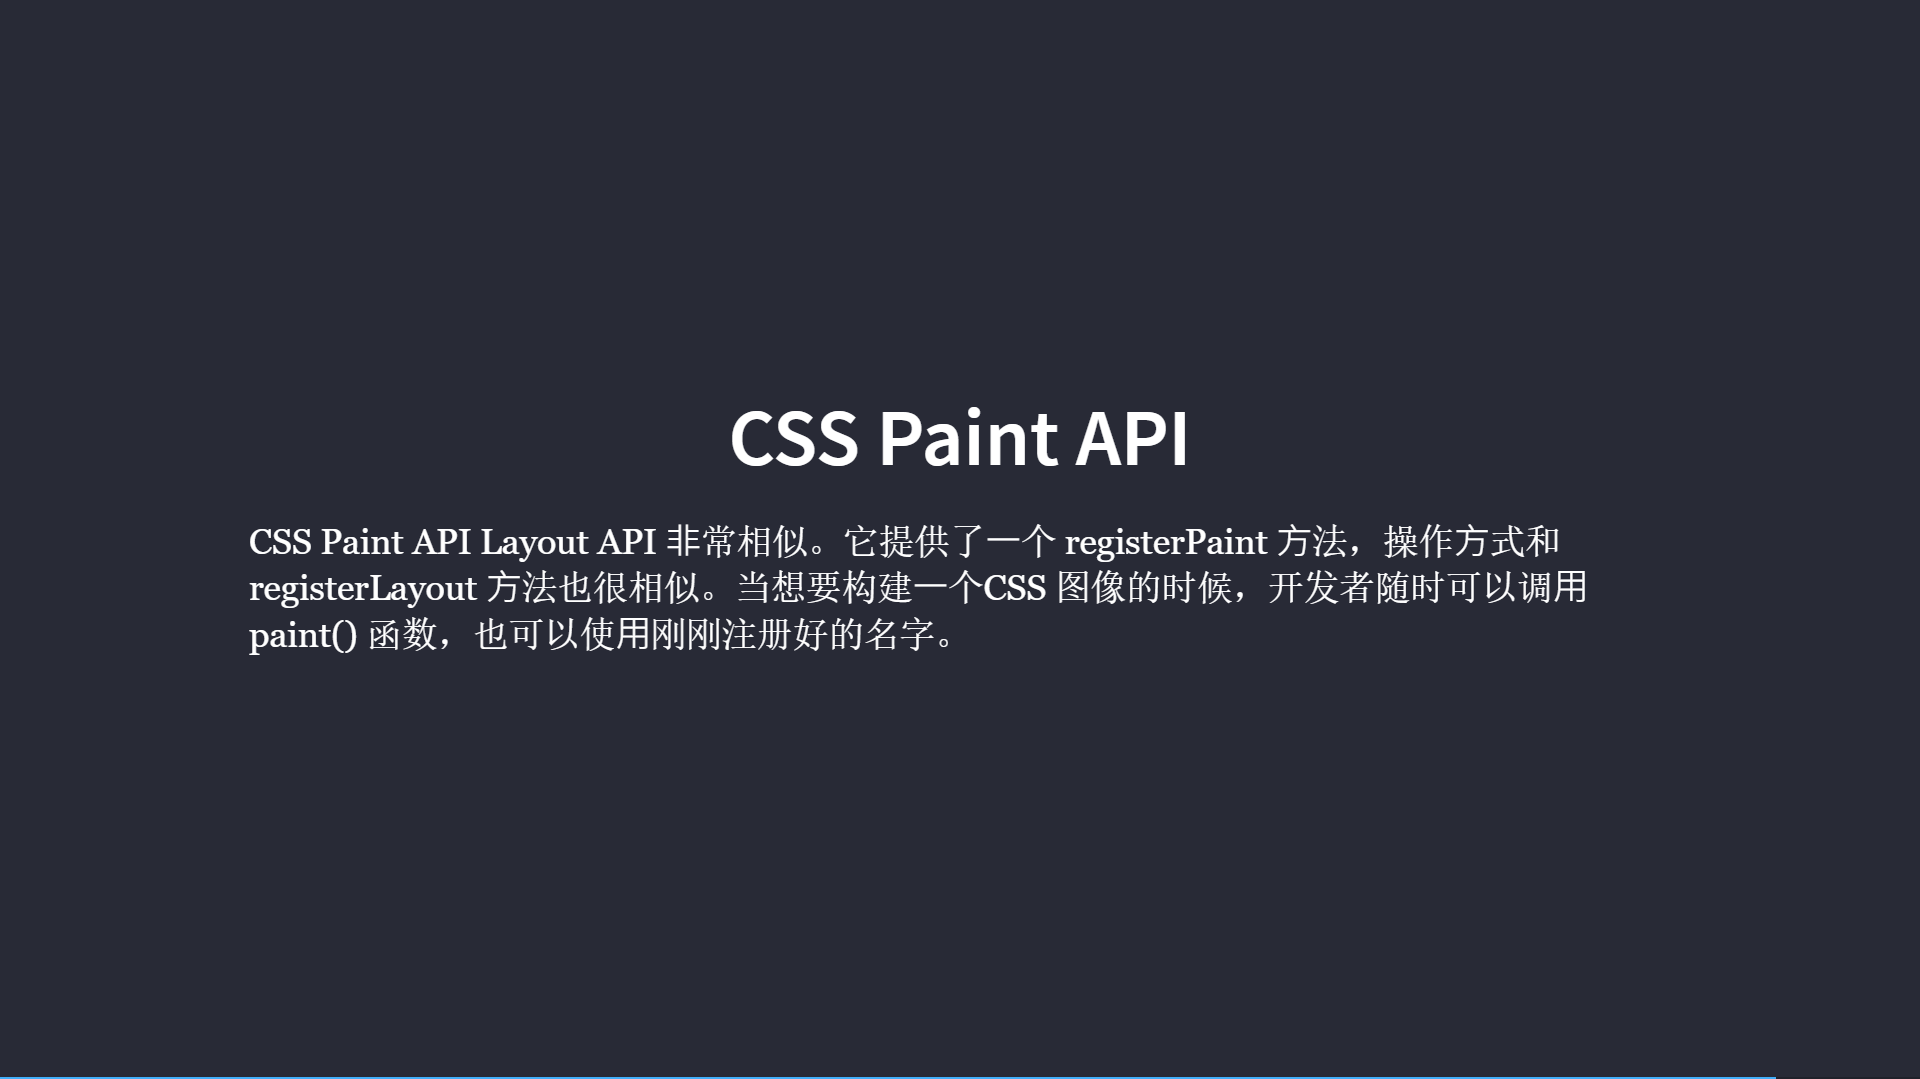 CSS Paint API
CSS Paint API Layout API 非常相似。它提供了一个 registerPaint 方法，操作方式和
registerLayout 方法也很相似。当想要构建一个CSS 图像的时候，开发者随时可以调用
paint() 函数，也可以使用刚刚注册好的名字。